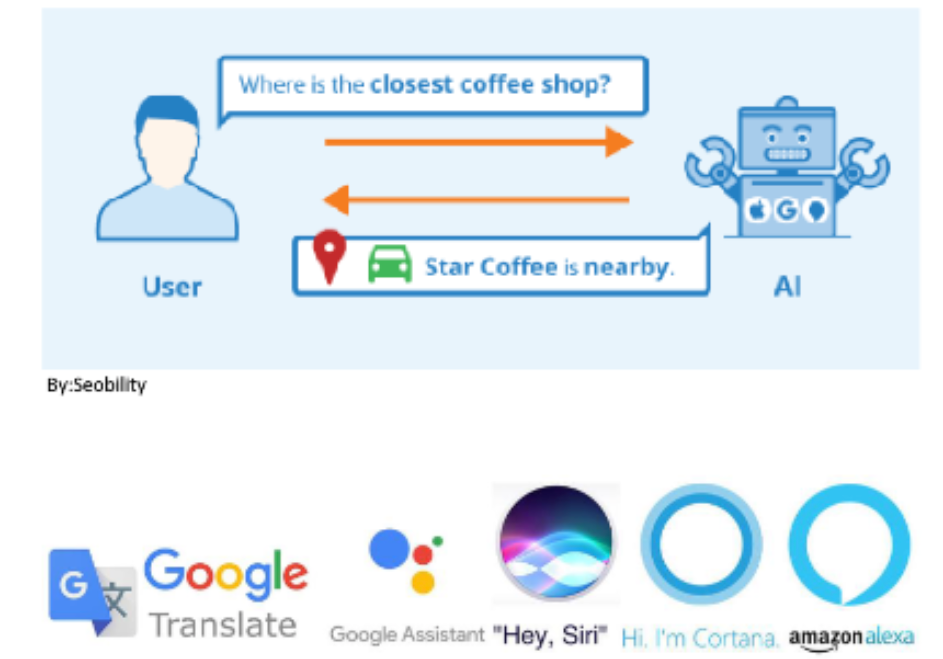 Where is the closest coffee shop?
G
Star Coffee is nearby.
User
AI
By:Seobility
G 文
Google
Translate
Google Assistant
"Hey, Siri"
Hi. I'm Cortana.
amazon alexa